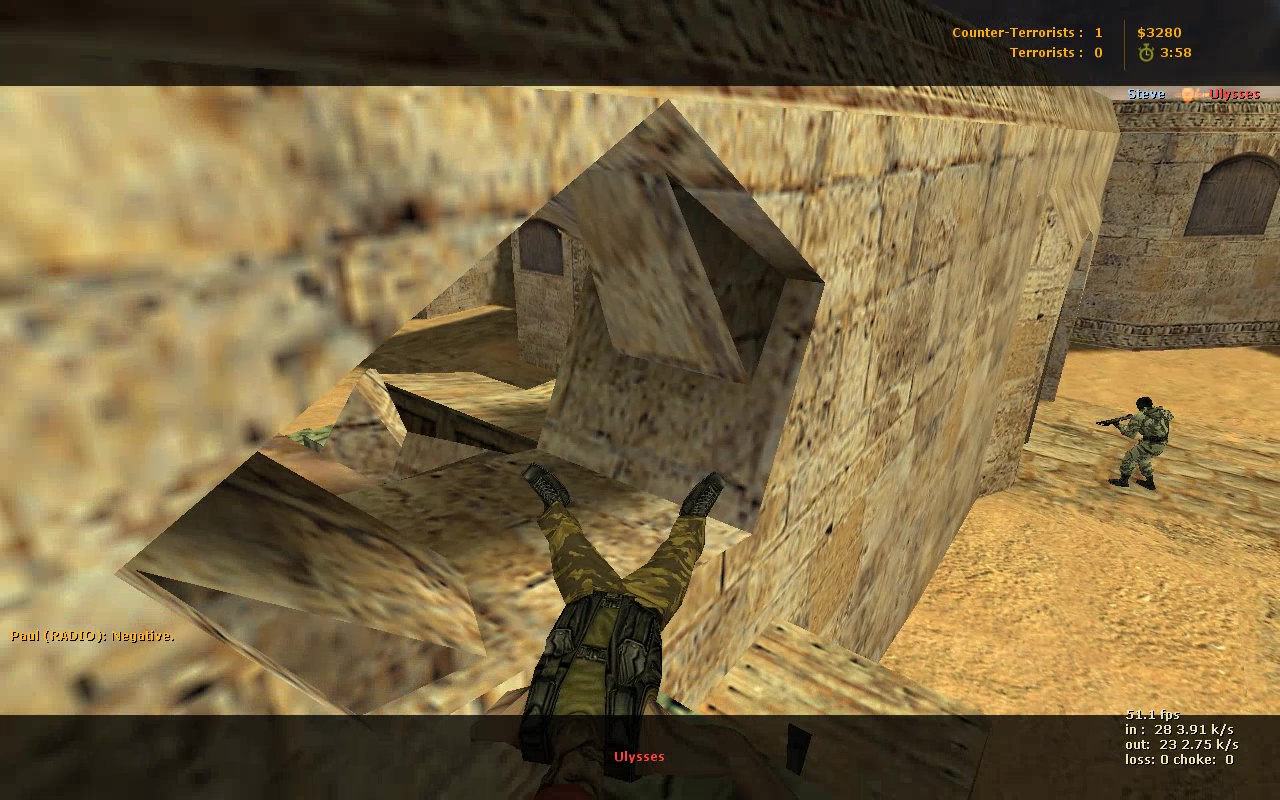 Counter-Terrorists :   1
Terrorists :   0
$3280
3:58
Steve Ulysses
Paul (RADIO): Negative.
Ulysses
51.1 fps
in :  28 3.91 k/s
out:  23 2.75 k/s
loss: 0 choke:  0